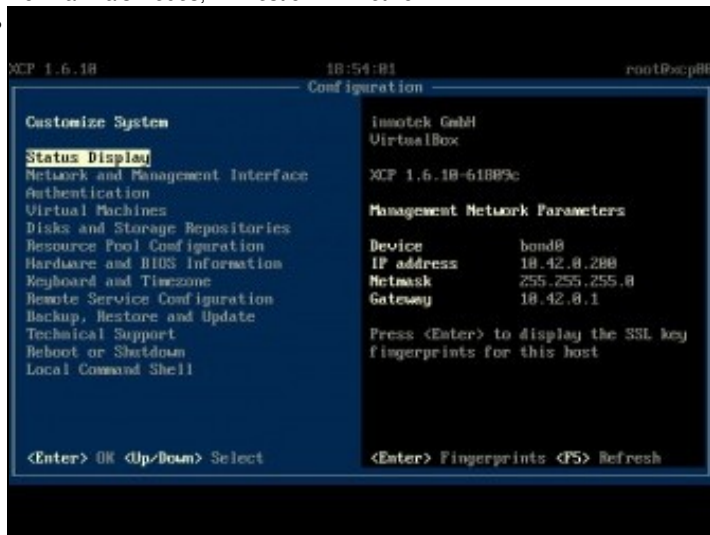 XCP 1.6.10 18:54:01 root@xcp0
Configuration
Customize System
Status Display
Network and Management Interface
Authentication
Virtual Machines
Disks and Storage Repositories
Resource Pool Configuration
Hardware and BIOS Information
Keyboard and Timezone
Remote Service Configuration
Backup, Restore and Update
Technical Support
Reboot or Shutdown
Local Command Shell
<Enter> OK <Up/Down> Select
innotek GmbH
VirtualBox
XCP 1.6.10-61809c
Management Network Parameters
Device bond0
IP address 10.42.0.200
Netmask 255.255.255.0
Gateway 10.42.0.1
Press <Enter> to display the SSL key
fingerprints for this host
<Enter> Fingerprints <F5> Refresh